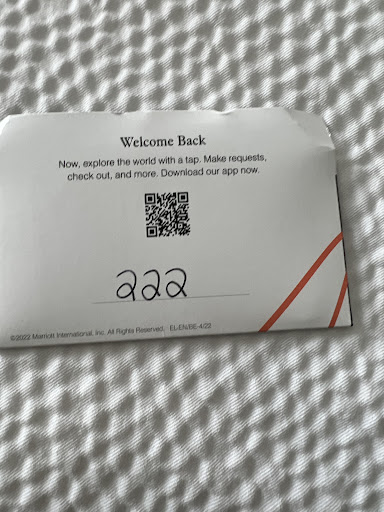 Welcome Back
Now, explore the world with a tap. Make requests,
check out, and more. Download our app now.
222
©2022 Marriott International, Inc. All Rights Reserved. EL-EN/BE-4/22